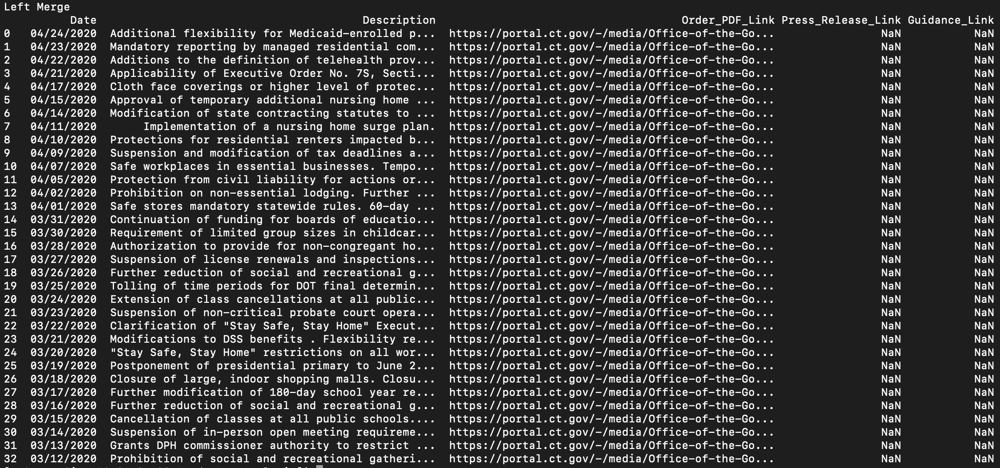 Left Merge
Date Description Order_PDF_Link Press_Release_Link Guidance_Link
0 04/24/2020 Additional flexibility for Medicaid-enrolled p... https://portal.ct.gov/-/media/Office-of-the-Go... NaN NaN
1 04/23/2020 Mandatory reporting by managed residential com... https://portal.ct.gov/-/media/Office-of-the-Go... NaN NaN
2 04/22/2020 Additions to the definition of telehealth prov... https://portal.ct.gov/-/media/Office-of-the-Go... NaN NaN
3 04/21/2020 Applicability of Executive Order No. 7S, Secti... https://portal.ct.gov/-/media/Office-of-the-Go... NaN NaN
4 04/17/2020 Cloth face coverings or higher level of protec... https://portal.ct.gov/-/media/Office-of-the-Go... NaN NaN
5 04/15/2020 Approval of temporary additional nursing home ... https://portal.ct.gov/-/media/Office-of-the-Go... NaN NaN
6 04/14/2020 Modification of state contracting statutes to ... https://portal.ct.gov/-/media/Office-of-the-Go... NaN NaN
7 04/11/2020 Implementation of a nursing home surge plan. https://portal.ct.gov/-/media/Office-of-the-Go... NaN NaN
8 04/10/2020 Protections for residential renters impacted b... https://portal.ct.gov/-/media/Office-of-the-Go... NaN NaN
9 04/09/2020 Suspension and modification of tax deadlines a... https://portal.ct.gov/-/media/Office-of-the-Go... NaN NaN
10 04/07/2020 Safe workplaces in essential businesses. Tempo... https://portal.ct.gov/-/media/Office-of-the-Go... NaN NaN
11 04/05/2020 Protection from civil liability for actions or... https://portal.ct.gov/-/media/Office-of-the-Go... NaN NaN
12 04/02/2020 Prohibition on non-essential lodging. Further ... https://portal.ct.gov/-/media/Office-of-the-Go... NaN NaN
13 04/01/2020 Safe stores mandatory statewide rules. 60-day ... https://portal.ct.gov/-/media/Office-of-the-Go... NaN NaN
14 03/31/2020 Continuation of funding for boards of educatio... https://portal.ct.gov/-/media/Office-of-the-Go... NaN NaN
15 03/30/2020 Requirement of limited group sizes in childcar... https://portal.ct.gov/-/media/Office-of-the-Go... NaN NaN
16 03/28/2020 Authorization to provide for non-congregant ho... https://portal.ct.gov/-/media/Office-of-the-Go... NaN NaN
17 03/27/2020 Suspension of license renewals and inspections... https://portal.ct.gov/-/media/Office-of-the-Go... NaN NaN
18 03/26/2020 Further reduction of social and recreational g... https://portal.ct.gov/-/media/Office-of-the-Go... NaN NaN
19 03/25/2020 Tolling of time periods for DOT final determin... https://portal.ct.gov/-/media/Office-of-the-Go... NaN NaN
20 03/24/2020 Extension of class cancellations at all public... https://portal.ct.gov/-/media/Office-of-the-Go... NaN NaN
21 03/23/2020 Suspension of non-critical probate court opera... https://portal.ct.gov/-/media/Office-of-the-Go... NaN NaN
22 03/22/2020 Clarification of "Stay Safe, Stay Home" Execut... https://portal.ct.gov/-/media/Office-of-the-Go... NaN NaN
23 03/21/2020 Modifications to DSS benefits . Flexibility re... https://portal.ct.gov/-/media/Office-of-the-Go... NaN NaN
24 03/20/2020 "Stay Safe, Stay Home" restrictions on all wor... https://portal.ct.gov/-/media/Office-of-the-Go... NaN NaN
25 03/19/2020 Postponement of presidential primary to June 2... https://portal.ct.gov/-/media/Office-of-the-Go... NaN NaN
26 03/18/2020 Closure of large, indoor shopping malls. Closu... https://portal.ct.gov/-/media/Office-of-the-Go... NaN NaN
27 03/17/2020 Further modification of 180-day school year re... https://portal.ct.gov/-/media/Office-of-the-Go... NaN NaN
28 03/16/2020 Further reduction of social and recreational g... https://portal.ct.gov/-/media/Office-of-the-Go... NaN NaN
29 03/15/2020 Cancellation of classes at all public schools.... https://portal.ct.gov/-/media/Office-of-the-Go... NaN NaN
30 03/14/2020 Suspension of in-person open meeting requireme... https://portal.ct.gov/-/media/Office-of-the-Go... NaN NaN
31 03/13/2020 Grants DPH commissioner authority to restrict ... https://portal.ct.gov/-/media/Office-of-the-Go... NaN NaN
32 03/12/2020 Prohibition of social and recreational gatheri... https://portal.ct.gov/-/media/Office-of-the-Go... NaN NaN